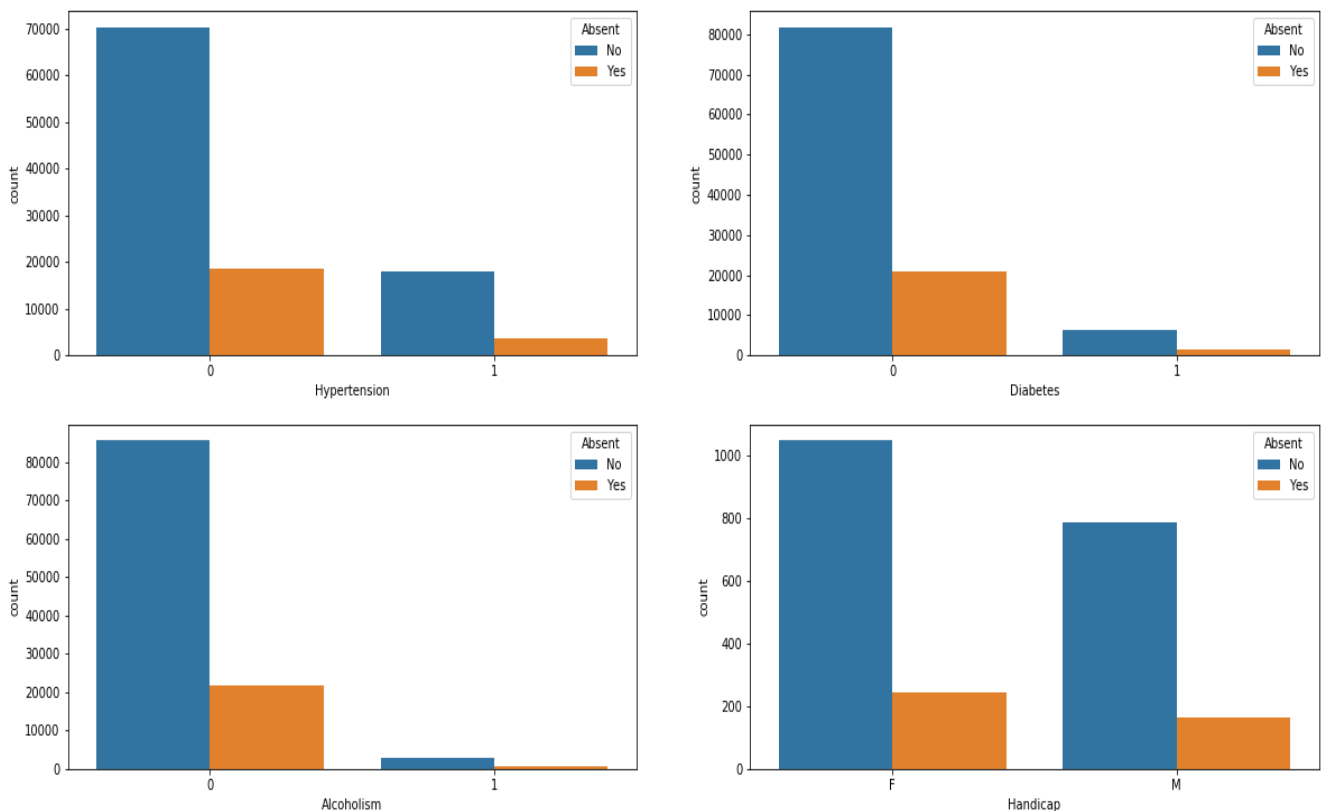 Absent
No
Yes
70000
60000
50000
40000
30000
20000
10000
0
count
0 1
Hypertension
Absent
No
Yes
80000
70000
60000
50000
40000
30000
20000
10000
0
count
0 1
Diabetes
Absent
No
Yes
80000
70000
60000
50000
40000
30000
20000
10000
0
count
0 1
Alcoholism
Absent
No
Yes
1000
800
600
400
200
0
count
F M
Handicap